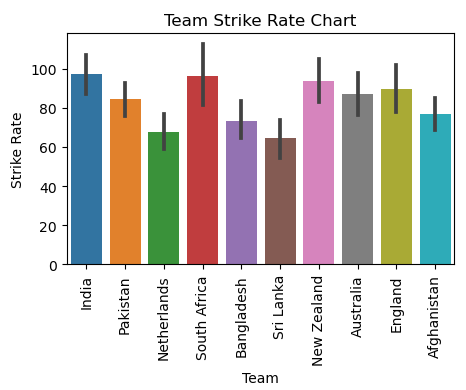 Team Strike Rate Chart
Strike Rate
100
80
60
40
20
0
India
Pakistan
Netherlands
South Africa
Bangladesh
Sri Lanka
New Zealand
Australia
England
Afghanistan
Team